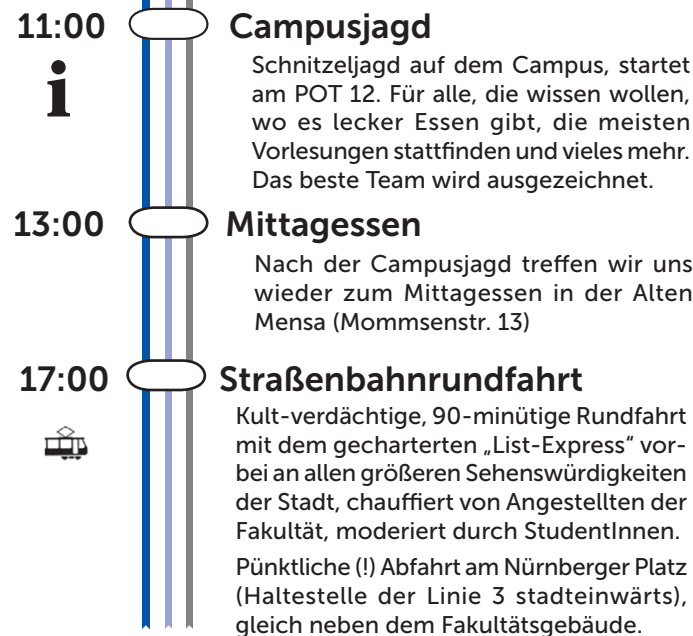 11:00 Campusjagd
Schnitzeljagd auf dem Campus, startet
am POT 12. Für alle, die wissen wollen,
wo es lecker Essen gibt, die meisten
Vorlesungen stattfinden und vieles mehr.
Das beste Team wird ausgezeichnet.
13:00 Mittagessen
Nach der Campusjagd treffen wir uns
wieder zum Mittagessen in der Alten
Mensa (Mommsenstr. 13)
17:00 Straßenbahnrundfahrt
Kult-verdächtige, 90-minütige Rundfahrt
mit dem gecharterten „List-Express“ vor-
bei an allen größeren Sehenswürdigkeiten
der Stadt, chauffiert von Angestellten der
Fakultät, moderiert durch StudentInnen.
Pünktliche (!) Abfahrt am Nürnberger Platz
(Haltestelle der Linie 3 stadteinwärts),
gleich neben dem Fakultätsgebäude.